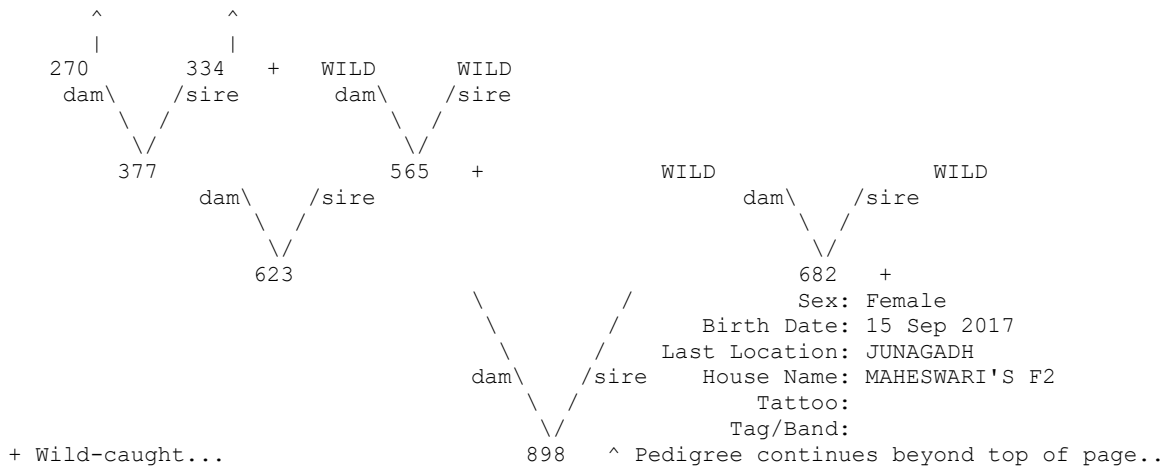 ^ ^
| |
270 334 + WILD WILD
dam\ /sire dam\ /sire
\ / \ /
\/ \/
377 565 + WILD WILD
dam\ /sire dam\ /sire
\ / \ /
\/ \/
623 682 +
\ / Sex: Female
\ / Birth Date: 15 Sep 2017
\ / Last Location: JUNAGADH
dam\ /sire House Name: MAHESWARI'S F2
\ / Tattoo:
\/ Tag/Band:
+ Wild-caught... 898 ^ Pedigree continues beyond top of page..